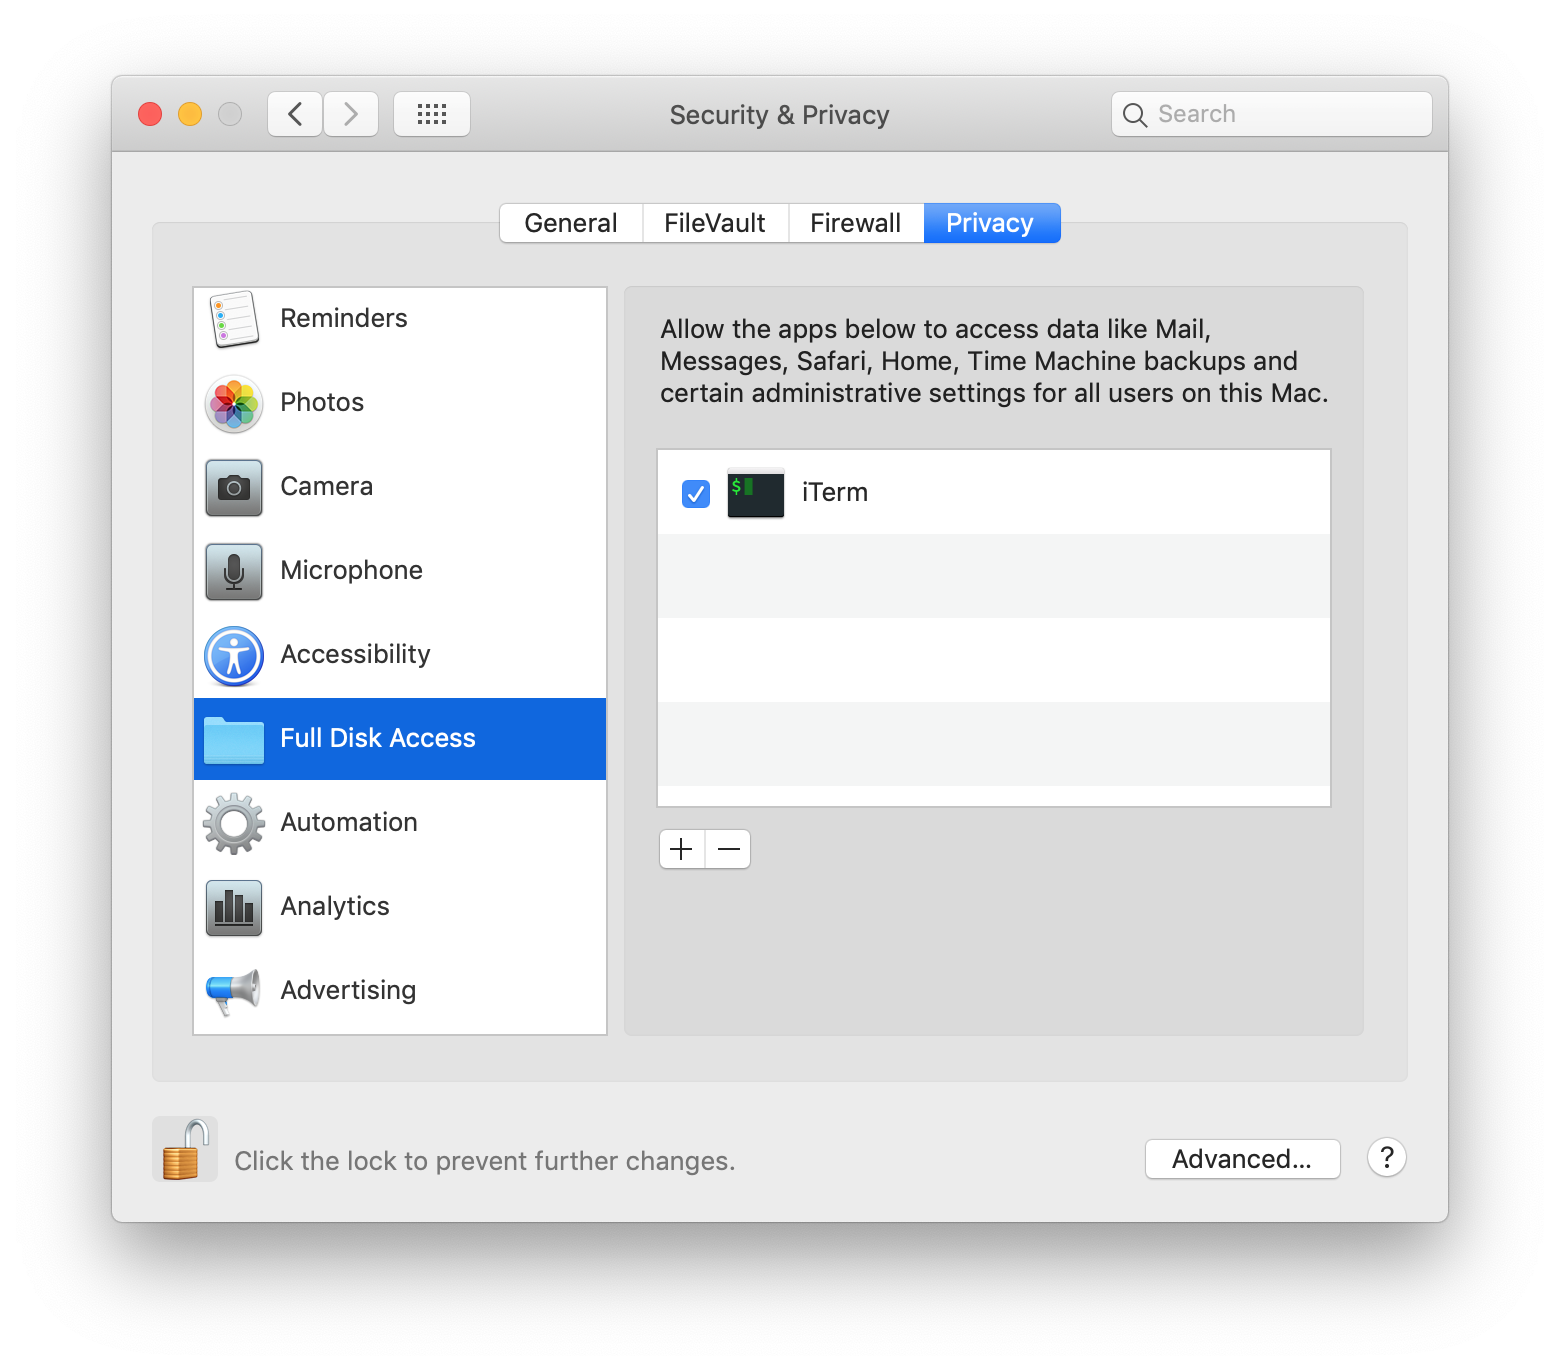 Security & Privacy
Search
General
FileVault
Firewall
Privacy
Reminders
Photos
Camera
Microphone
Accessibility
Full Disk Access
Automation
Analytics
Advertising
Allow the apps below to access data like Mail,
Messages, Safari, Home, Time Machine backups and
certain administrative settings for all users on this Mac.
$
iTerm
Click the lock to prevent further changes.
Advanced...
?